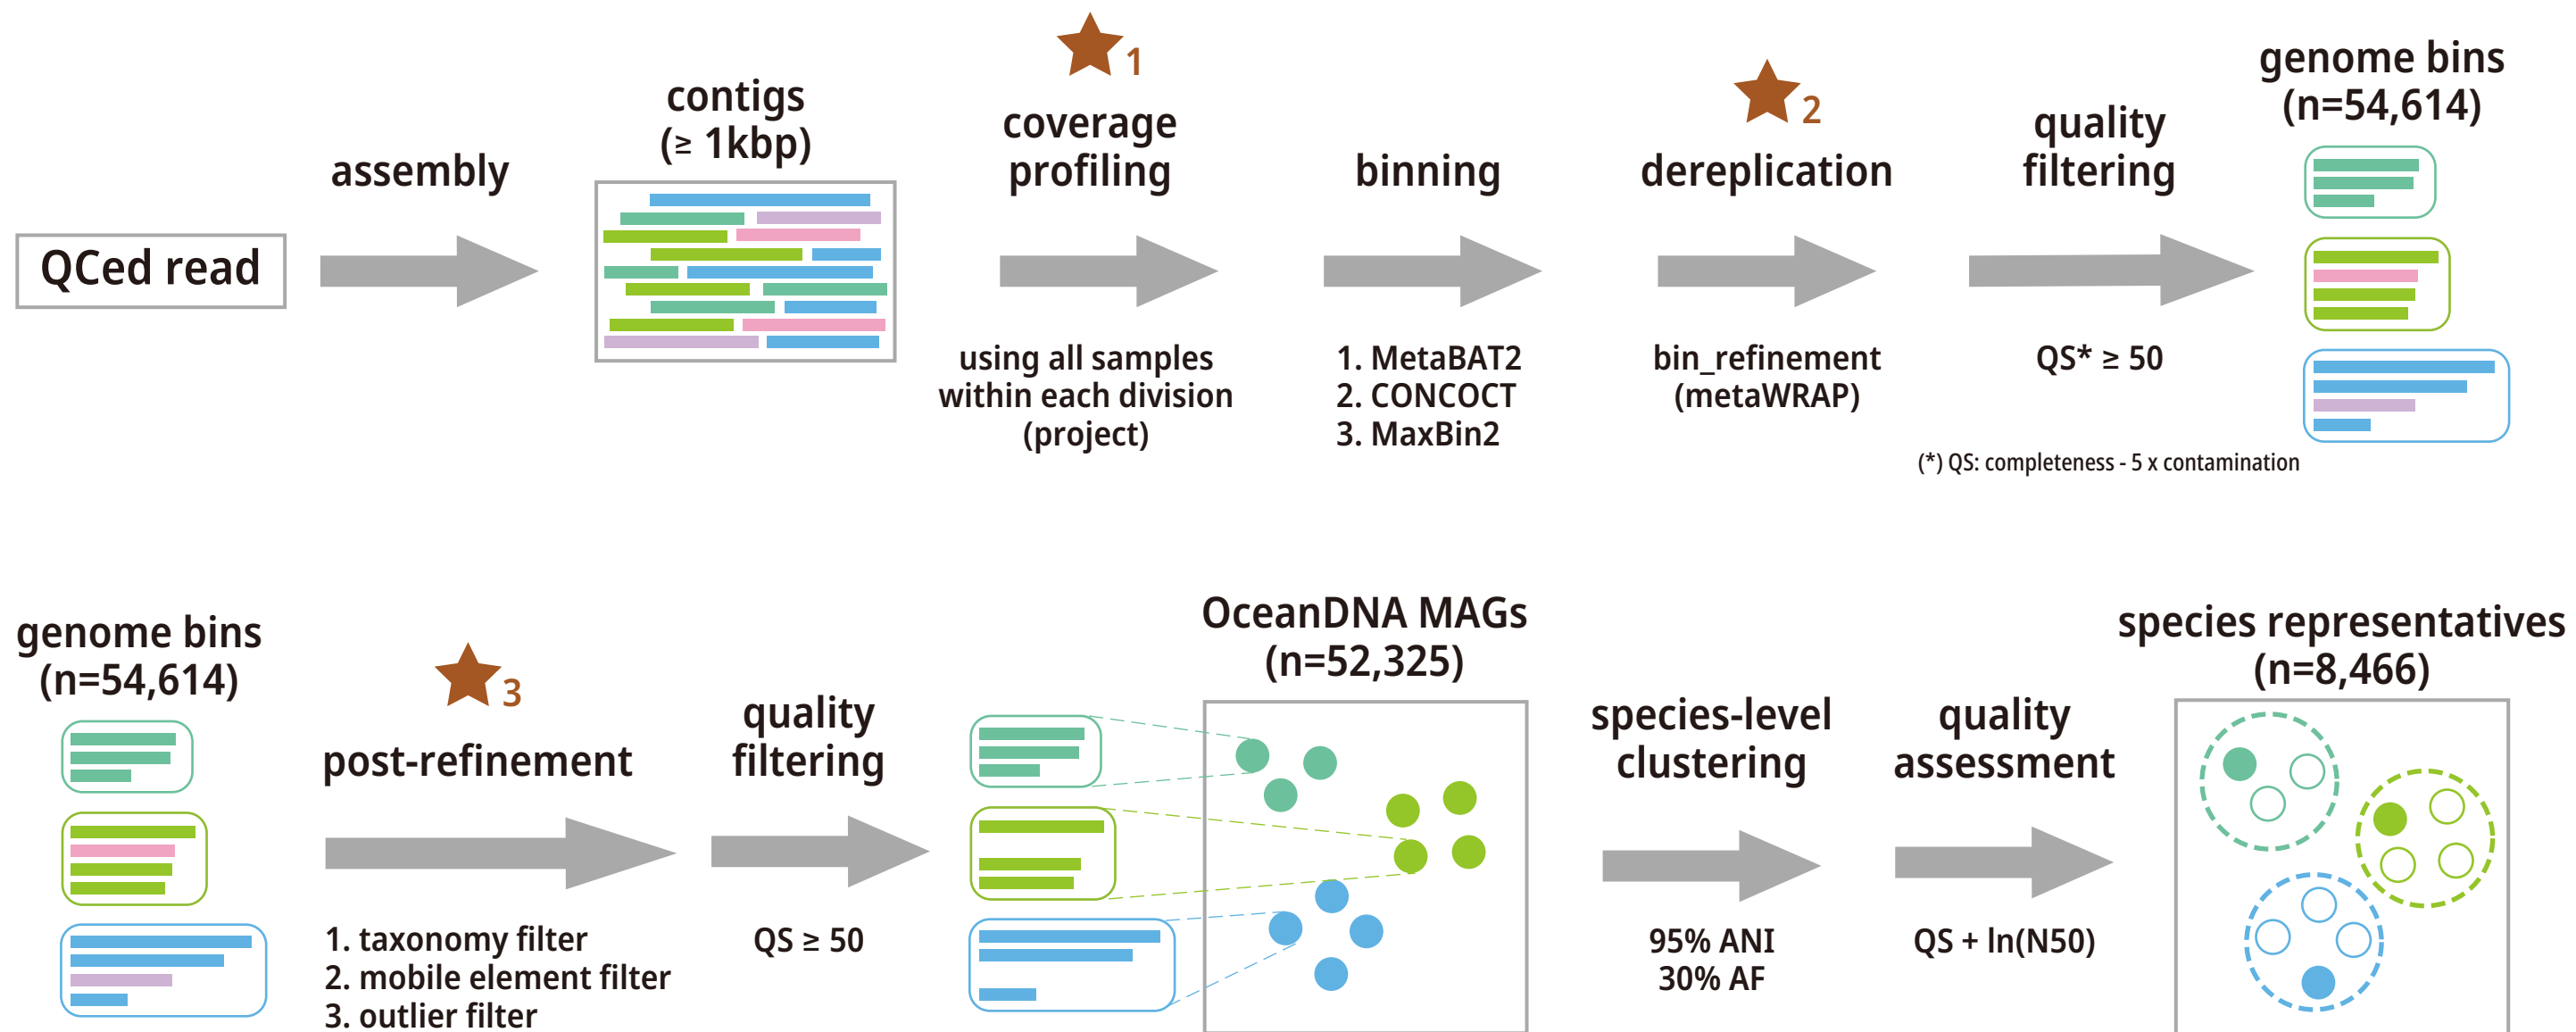 QCed read
assembly
contigs
(≥ 1kbp)
1
coverage
profiling
using all samples
within each division
(project)
binning
1. MetaBAT2
2. CONCOCT
3. MaxBin2
2
dereplication
bin_refinement
(metaWRAP)
quality
filtering
QS* ≥ 50
(*) QS: completeness - 5 x contamination
genome bins
(n=54,614)
genome bins
(n=54,614)
3
post-refinement
1. taxonomy filter
2. mobile element filter
3. outlier filter
quality
filtering
QS ≥ 50
OceanDNA MAGs
(n=52,325)
species-level
clustering
95% ANI
30% AF
quality
assessment
QS + ln(N50)
species representatives
(n=8,466)